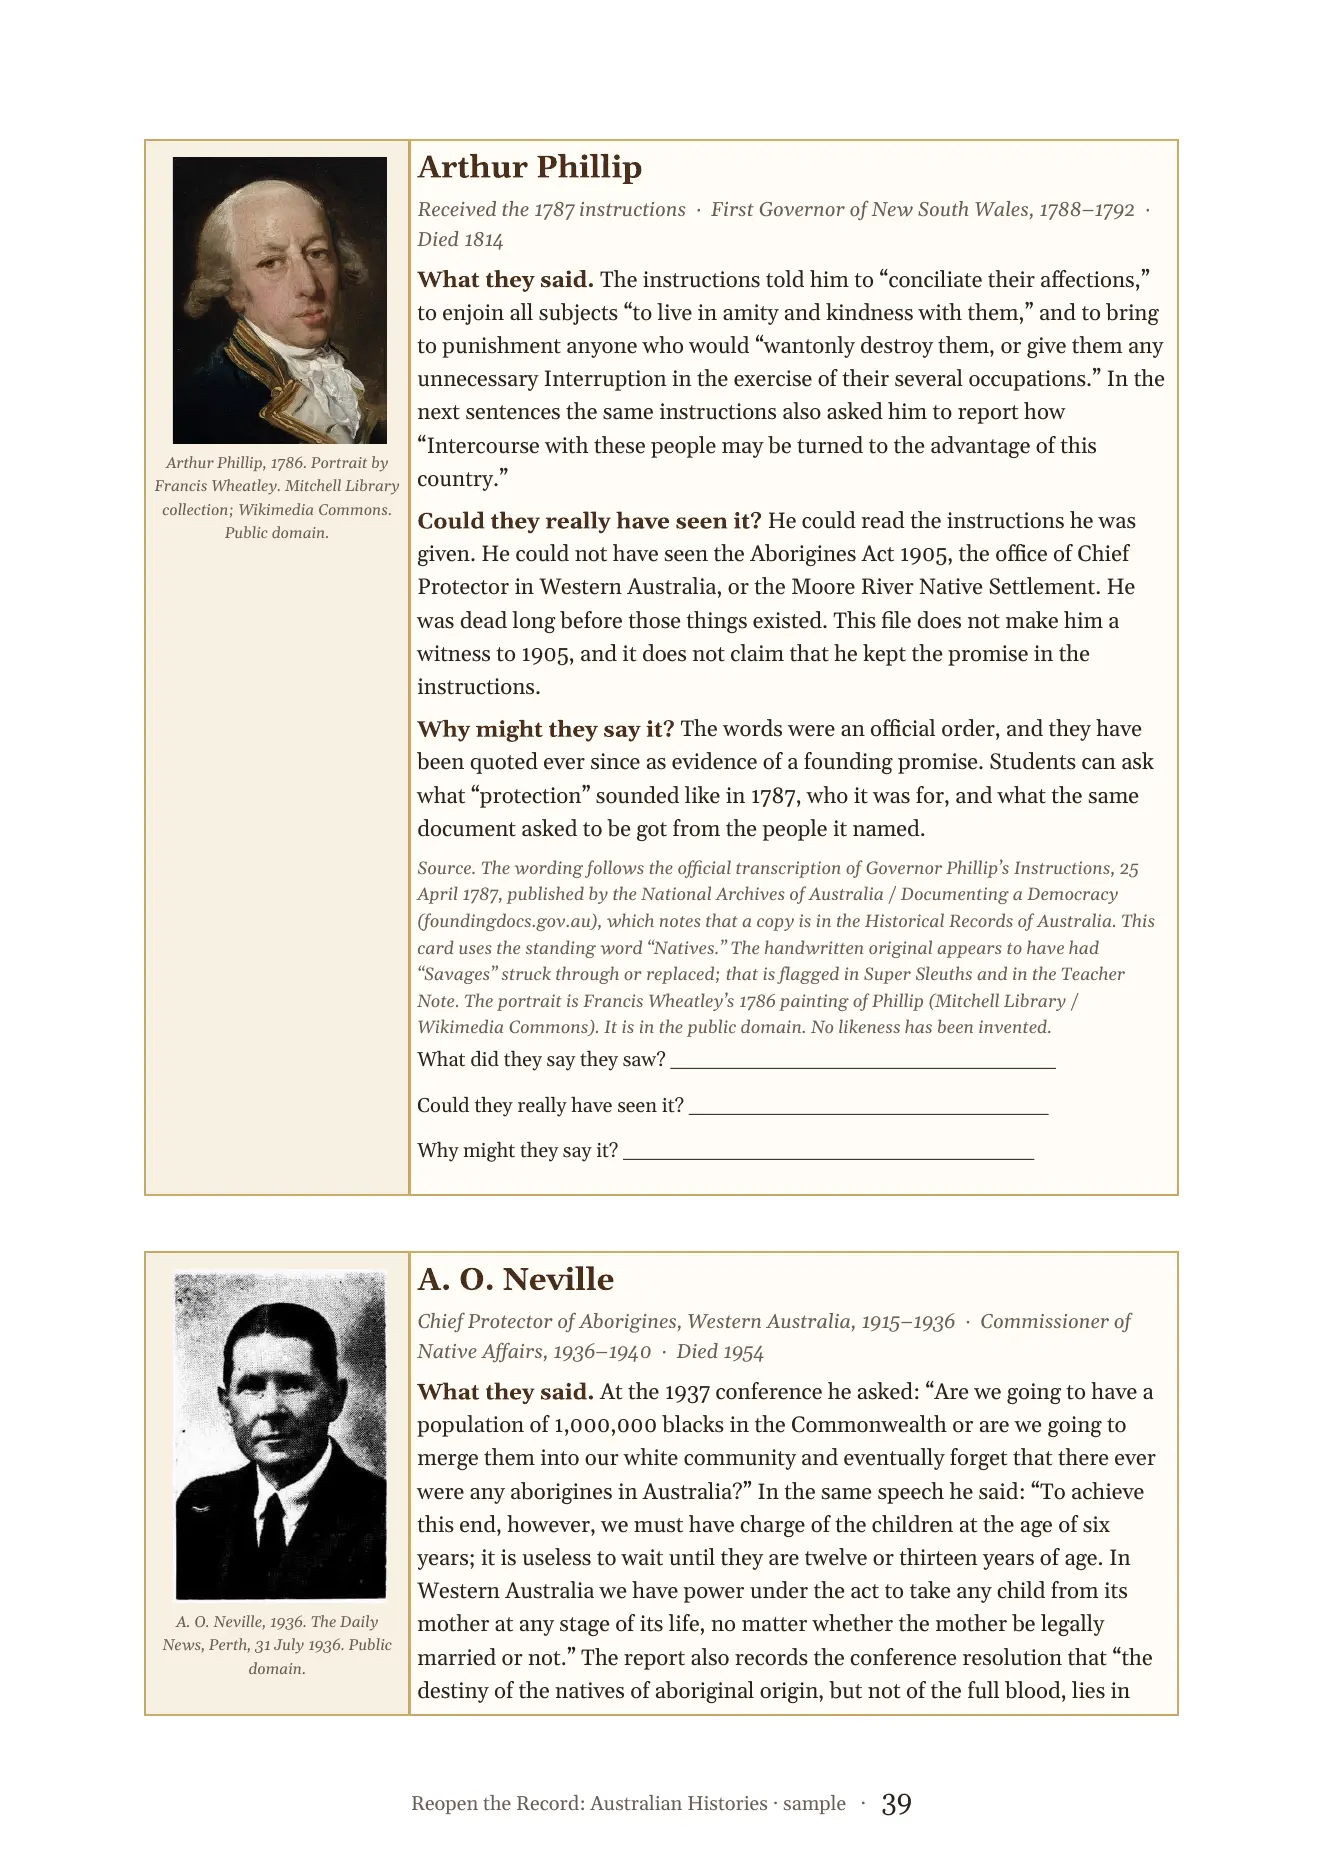 Arthur Phillip
Received the 1787 instructions · First Governor of New South Wales, 1788–1792 ·
Died 1814
What they said. The instructions told him to “conciliate their affections,”
to enjoin all subjects “to live in amity and kindness with them,” and to bring
to punishment anyone who would “wantonly destroy them, or give them any
unnecessary Interruption in the exercise of their several occupations.” In the
next sentences the same instructions also asked him to report how
“Intercourse with these people may be turned to the advantage of this
country.”
Could they really have seen it? He could read the instructions he was
given. He could not have seen the Aborigines Act 1905, the office of Chief
Protector in Western Australia, or the Moore River Native Settlement. He
was dead long before those things existed. This file does not make him a
witness to 1905, and it does not claim that he kept the promise in the
instructions.
Why might they say it? The words were an official order, and they have
been quoted ever since as evidence of a founding promise. Students can ask
what “protection” sounded like in 1787, who it was for, and what the same
document asked to be got from the people it named.
Source. The wording follows the official transcription of Governor Phillip’s Instructions, 25
April 1787, published by the National Archives of Australia / Documenting a Democracy
(foundingdocs.gov.au), which notes that a copy is in the Historical Records of Australia. This
card uses the standing word “Natives.” The handwritten original appears to have had
“Savages” struck through or replaced; that is flagged in Super Sleuths and in the Teacher
Note. The portrait is Francis Wheatley’s 1786 painting of Phillip (Mitchell Library /
Wikimedia Commons). It is in the public domain. No likeness has been invented.
What did they say they saw?
Could they really have seen it?
Why might they say it?
Arthur Phillip, 1786. Portrait by
Francis Wheatley. Mitchell Library
collection; Wikimedia Commons.
Public domain.
A. O. Neville
Chief Protector of Aborigines, Western Australia, 1915–1936 · Commissioner of
Native Affairs, 1936–1940 · Died 1954
What they said. At the 1937 conference he asked: “Are we going to have a
population of 1,000,000 blacks in the Commonwealth or are we going to
merge them into our white community and eventually forget that there ever
were any aborigines in Australia?” In the same speech he said: “To achieve
this end, however, we must have charge of the children at the age of six
years; it is useless to wait until they are twelve or thirteen years of age. In
Western Australia we have power under the act to take any child from its
mother at any stage of its life, no matter whether the mother be legally
married or not.” The report also records the conference resolution that “the
destiny of the natives of aboriginal origin, but not of the full blood, lies in
A. O. Neville, 1936. The Daily
News, Perth, 31 July 1936. Public
domain.
Reopen the Record: Australian Histories · sample · 39